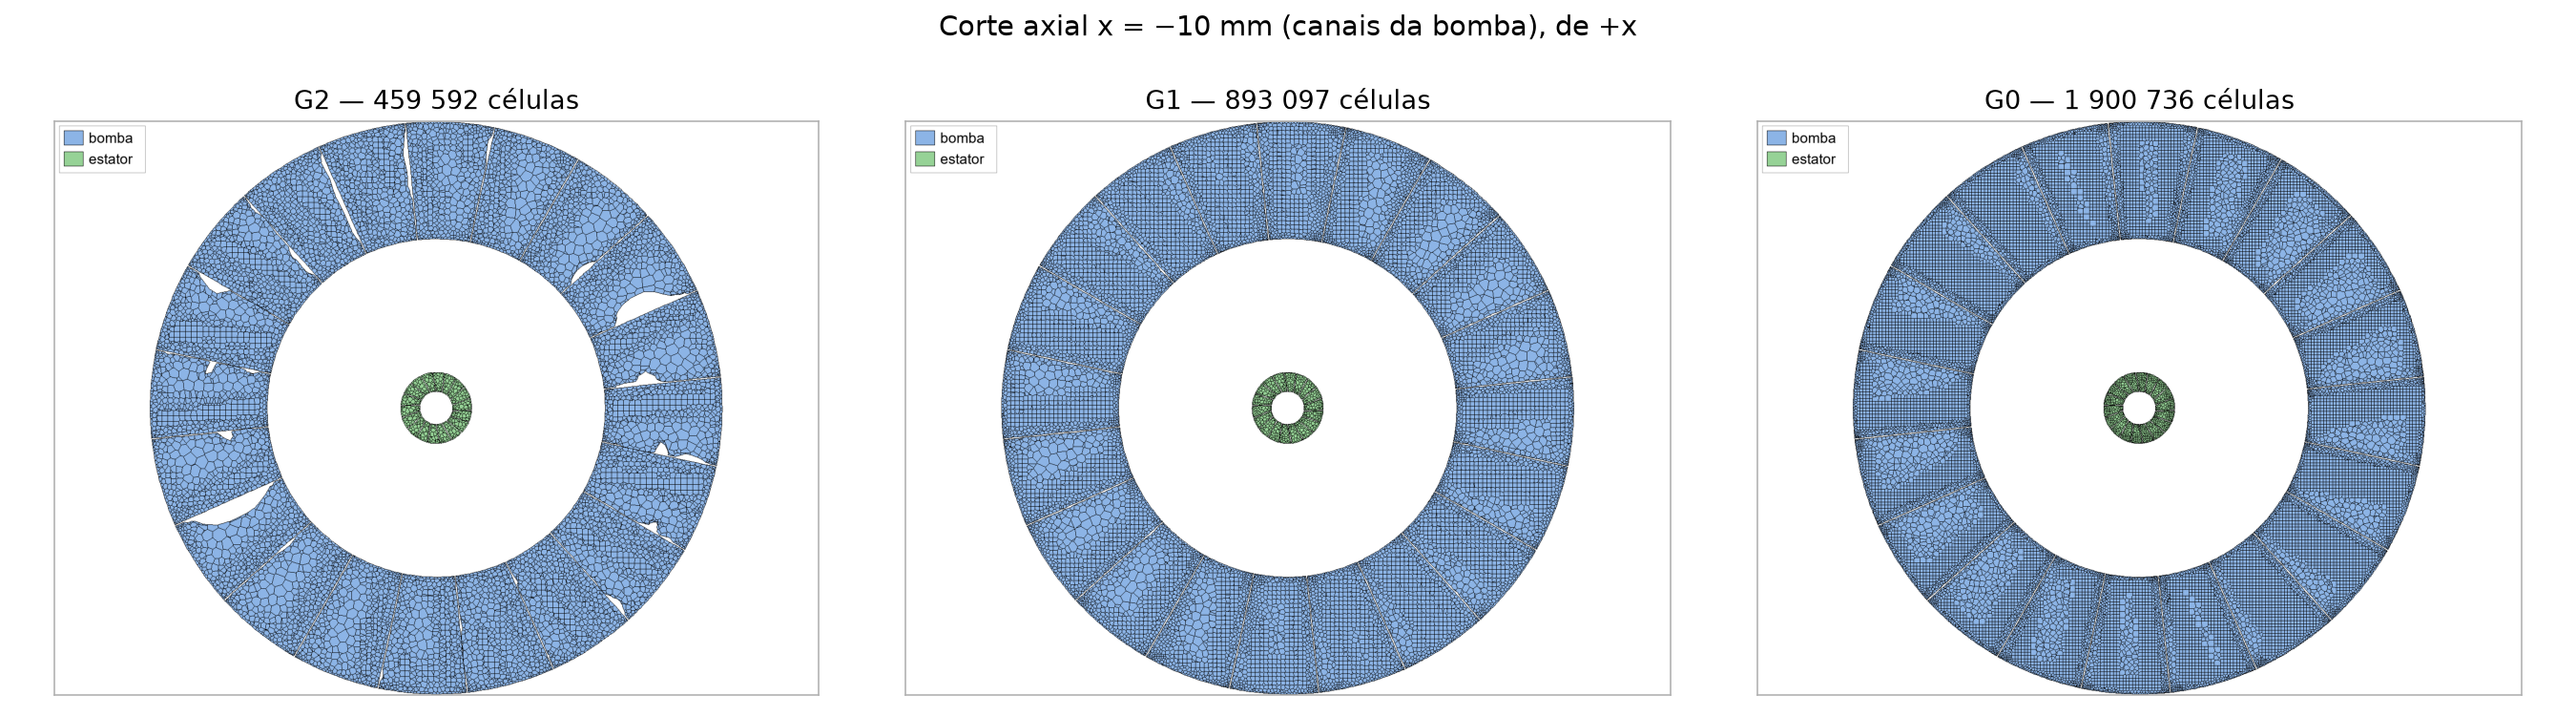 Corte axial x = −10 mm (canais da bomba), de +x
G2 — 459 592 células
bomba
estator
G1 — 893 097 células
bomba
estator
G0 — 1 900 736 células
bomba
estator